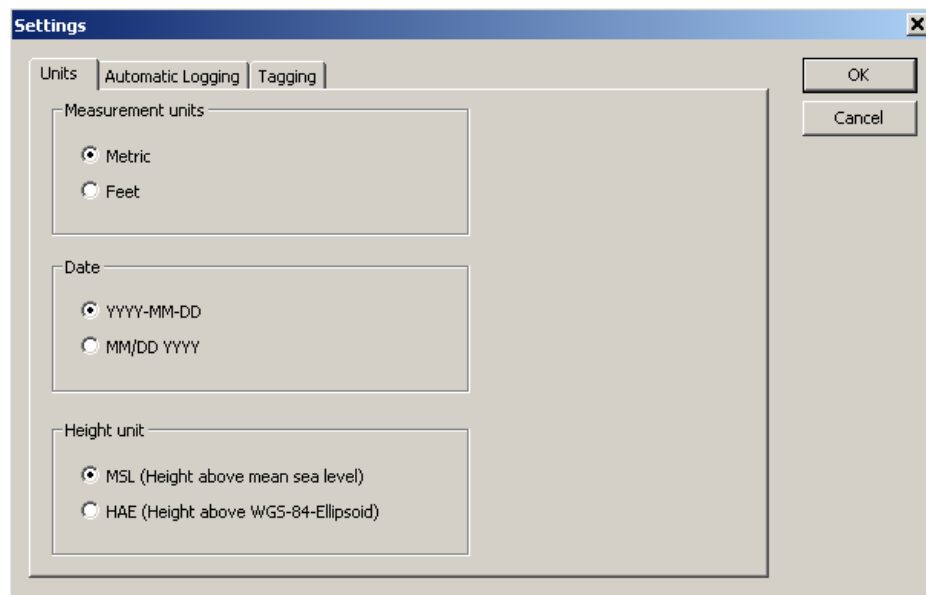 Settings
Units Automatic Logging Tagging
OK
Cancel
Measurement units
Metric
Feet
Date
YYYY-MM-DD
MM/DD YYYY
Height unit
MSL (Height above mean sea level)
HAE (Height above WGS-84-Ellipsoid)